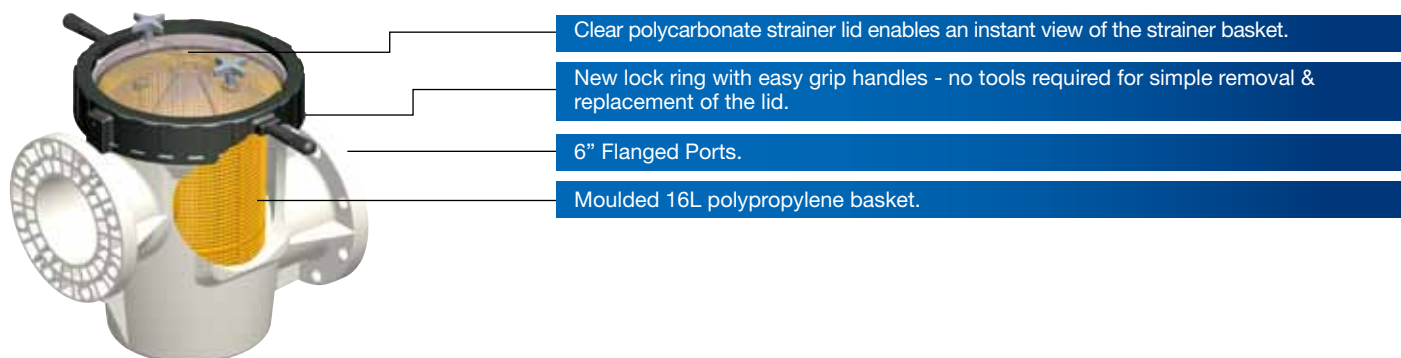 Clear polycarbonate strainer lid enables an instant view of the strainer basket.
New lock ring with easy grip handles - no tools required for simple removal &
replacement of the lid.
6” Flanged Ports.
Moulded 16L polypropylene basket.